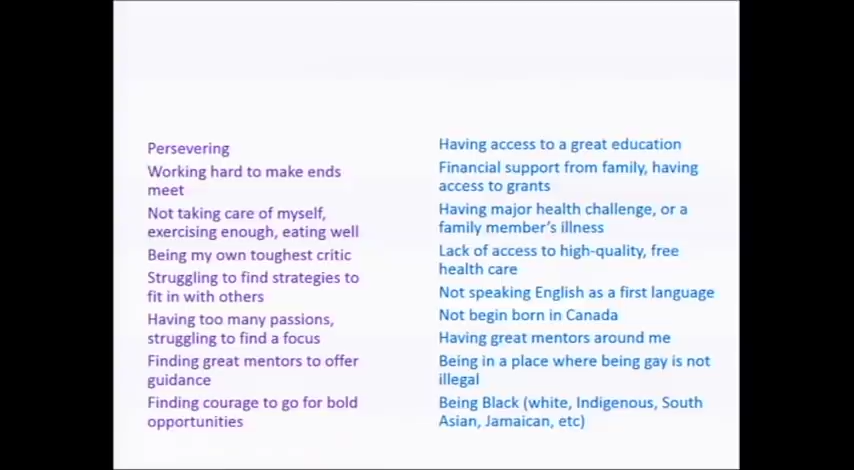 Persevering
Working hard to make ends
meet
Not taking care of myself,
exercising enough, eating well
Being my own toughest critic
Struggling to find strategies to
fit in with others
Having too many passions,
struggling to find a focus
Finding great mentors to offer
guidance
Finding courage to go for bold
opportunities
Having access to a great education
Financial support from family, having
access to grants
Having major health challenge, or a
family member's illness
Lack of access to high-quality, free
health care
Not speaking English as a first language
Not begin born in Canada
Having great mentors around me
Being in a place where being gay is not
illegal
Being Black (white, Indigenous, South
Asian, Jamaican, etc)